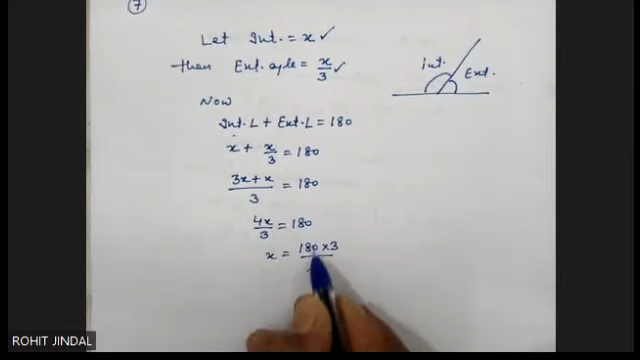 7
Let Int. = x ✓
then Ext. agle = x/3 ✓
Int. Ext.
Now
Int. L + Ext. L = 180
x + x/3 = 180
3x + x / 3 = 180
4x/3 = 180
x = 180 × 3
ROHIT JINDAL